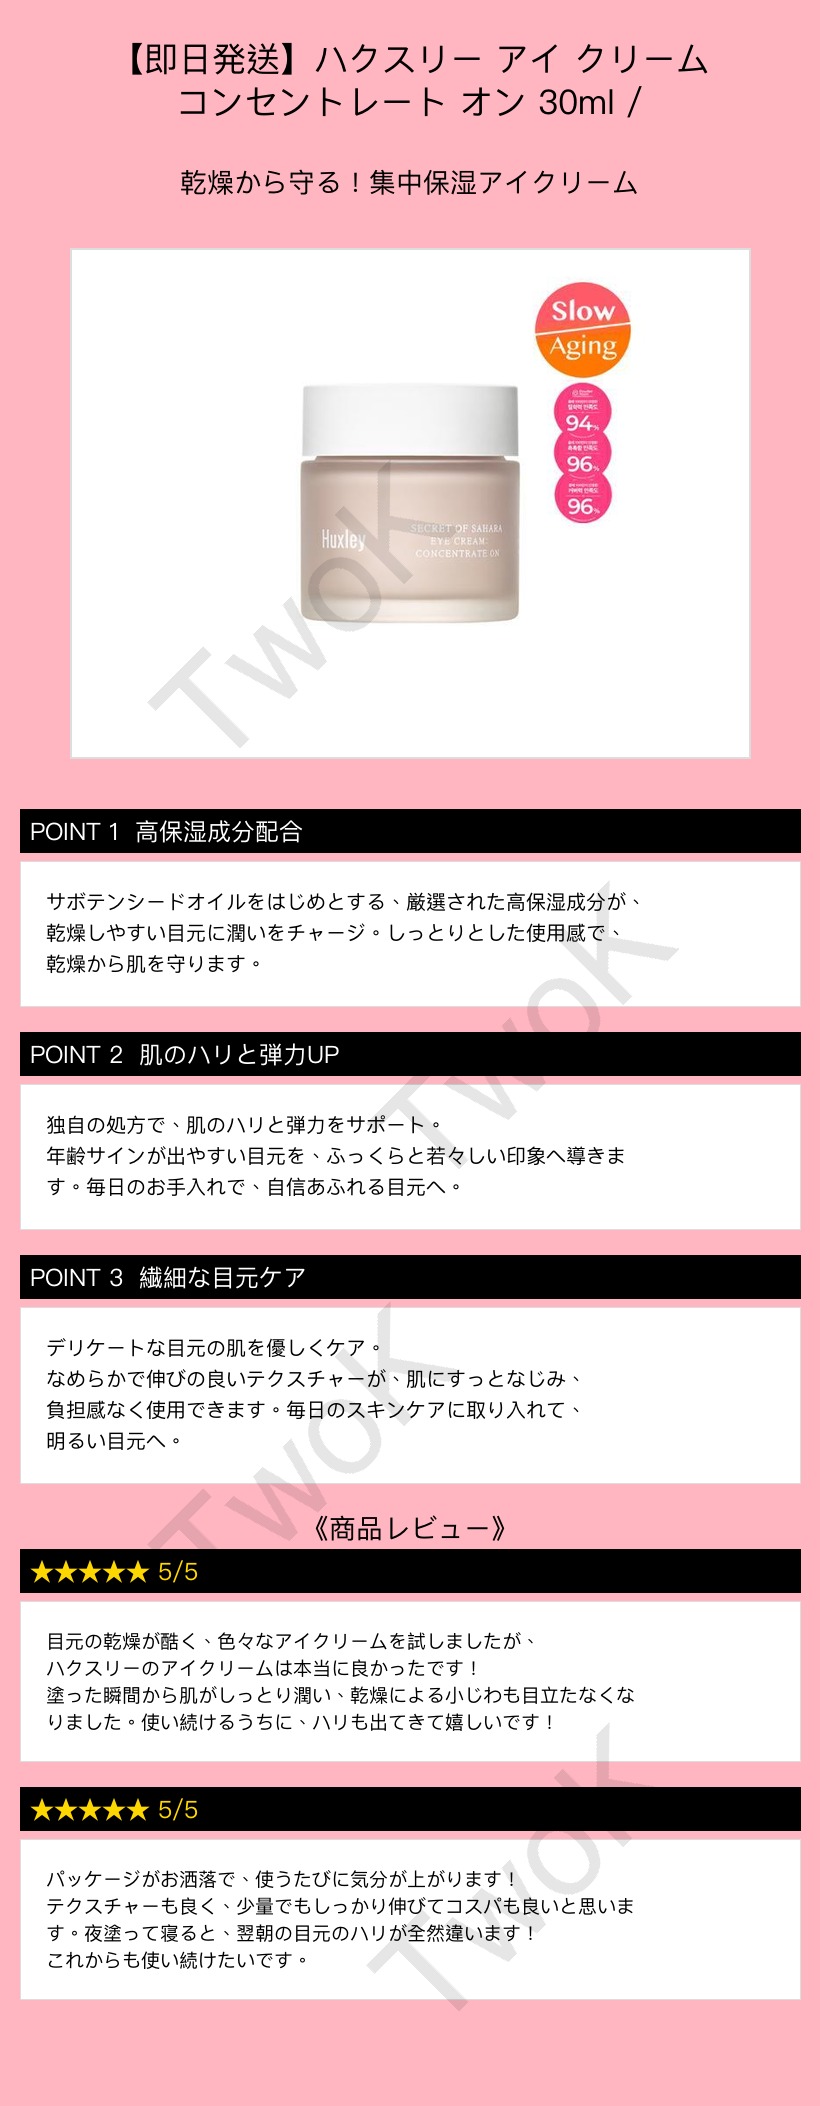 【即日発送】ハクスリー アイ クリーム
コンセントレート オン 30ml /
乾燥から守る！集中保湿アイクリーム
Slow
Aging
94%
96%
96%
Huxley
SECRET OF SAHARA
EYE CREAM:
CONCENTRATE ON
TwoK
POINT 1 高保湿成分配合
サボテンシードオイルをはじめとする、厳選された高保湿成分が、
乾燥しやすい目元に潤いをチャージ。しっとりとした使用感で、
乾燥から肌を守ります。
TwoK
POINT 2 肌のハリと弾力UP
独自の処方で、肌のハリと弾力をサポート。
年齢サインが出やすい目元を、ふっくらと若々しい印象へ導きま
す。毎日のお手入れで、自信あふれる目元へ。
POINT 3 繊細な目元ケア
デリケートな目元の肌を優しくケア。
なめらかで伸びの良いテクスチャーが、肌にすっとなじみ、
負担感なく使用できます。毎日のスキンケアに取り入れて、
明るい目元へ。
TwoK
《商品レビュー》
★★★★★ 5/5
目元の乾燥が酷く、色々なアイクリームを試しましたが、
ハクスリーのアイクリームは本当に良かったです！
塗った瞬間から肌がしっとり潤い、乾燥による小じわも目立たなくな
りました。使い続けるうちに、ハリも出てきて嬉しいです！
★★★★★ 5/5
パッケージがお洒落で、使うたびに気分が上がります！
テクスチャーも良く、少量でもしっかり伸びてコスパも良いと思いま
す。夜塗って寝ると、翌朝の目元のハリが全然違います！
これからも使い続けたいです。
TwoK